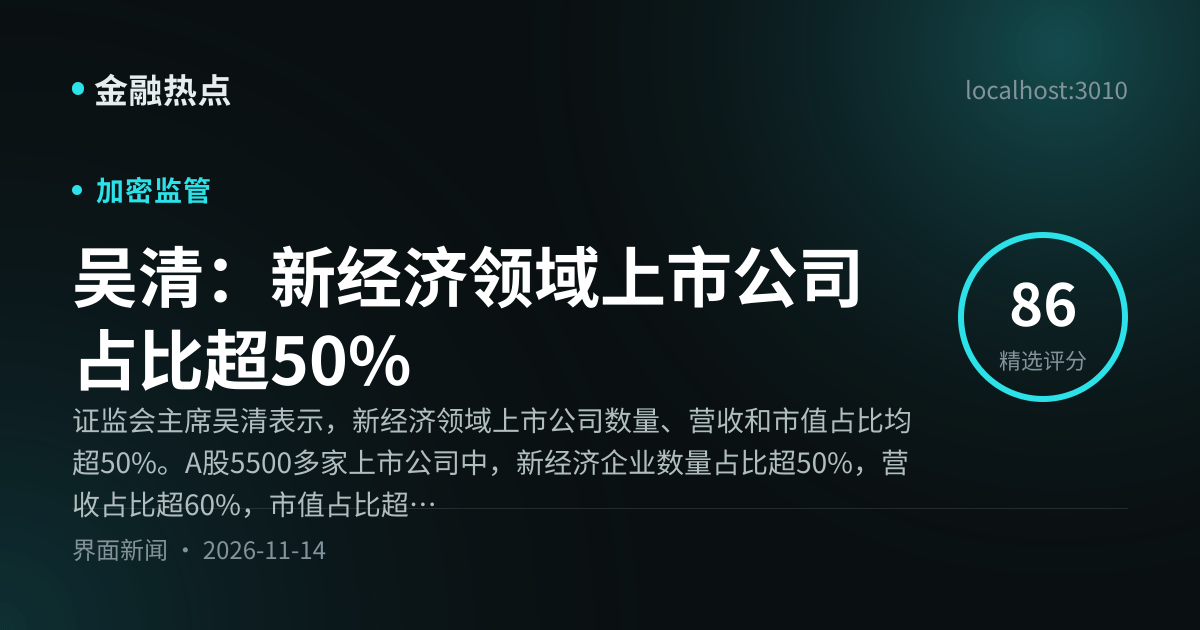 金融热点
localhost:3010
加密监管
吴清：新经济领域上市公司
占比超50%
86
精选评分
证监会主席吴清表示，新经济领域上市公司数量、营收和市值占比均
超50%。A股5500多家上市公司中，新经济企业数量占比超50%，营
收占比超60%，市值占比超…
界面新闻 · 2026-11-14